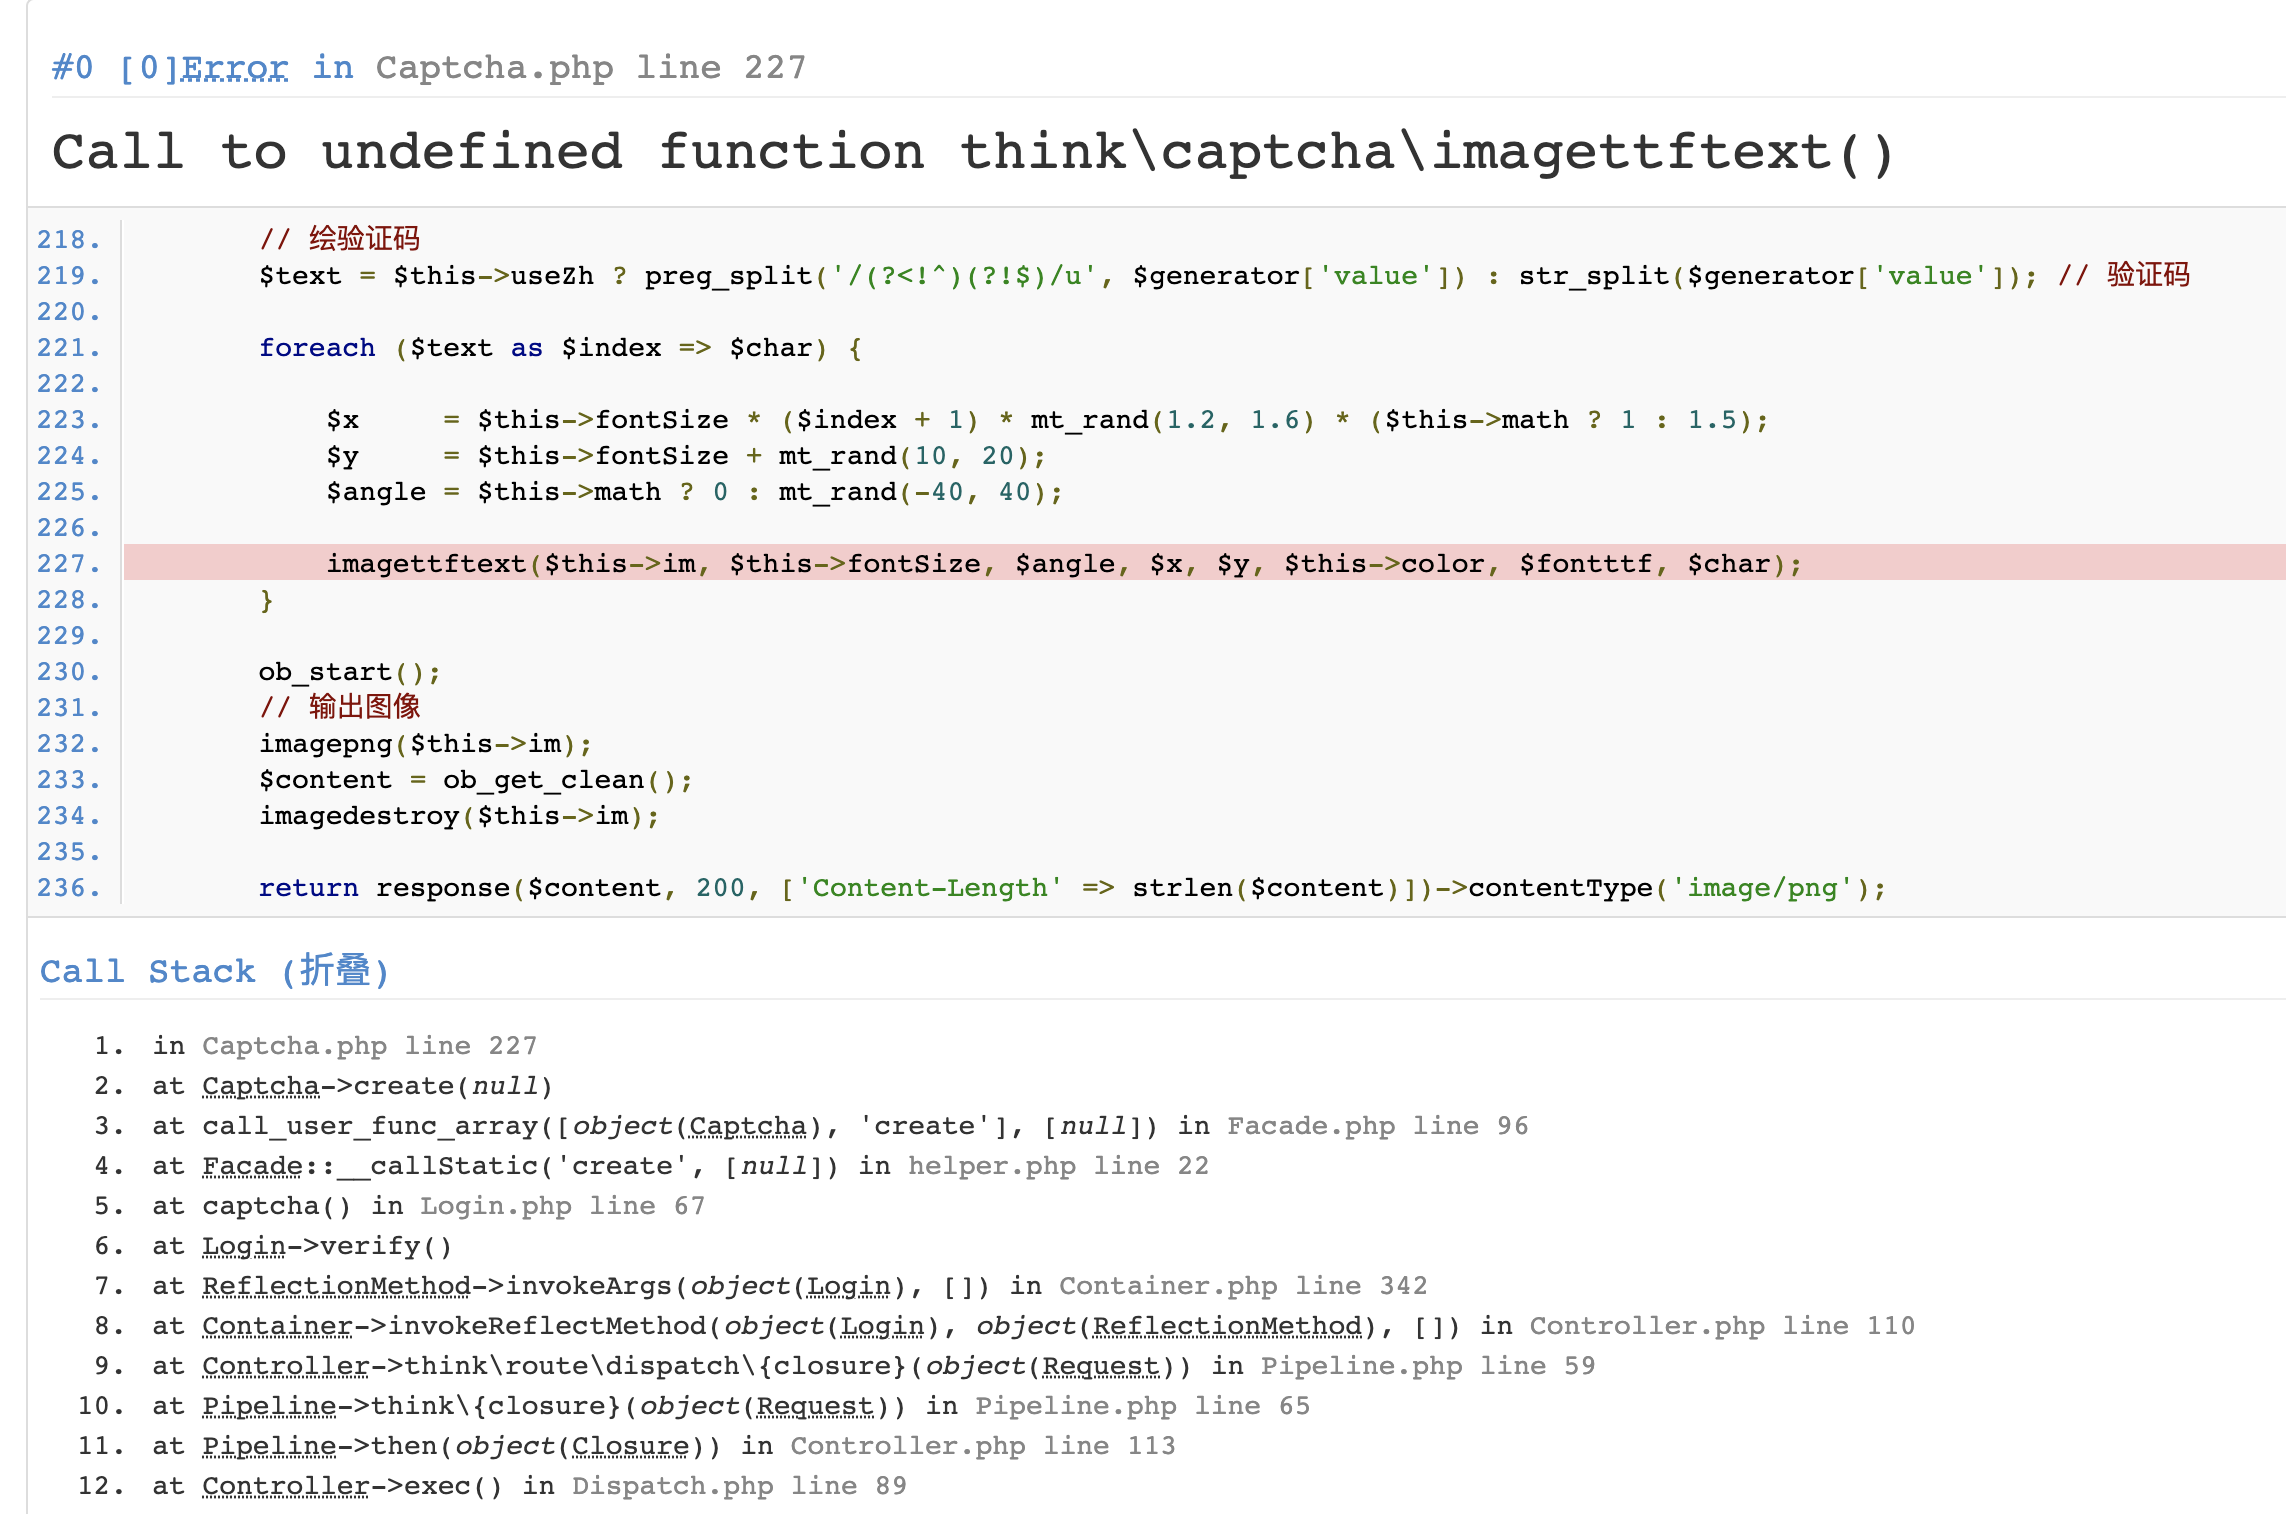 #0 [0]Error in Captcha.php line 227
Call to undefined function think\captcha\imagettftext()
218.         // 绘验证码
219.         $text = $this->useZh ? preg_split('/(?<!^)(?!$)/u', $generator['value']) : str_split($generator['value']); // 验证码
220.
221.         foreach ($text as $index => $char) {
222.
223.             $x     = $this->fontSize * ($index + 1) * mt_rand(1.2, 1.6) * ($this->math ? 1 : 1.5);
224.             $y     = $this->fontSize + mt_rand(10, 20);
225.             $angle = $this->math ? 0 : mt_rand(-40, 40);
226.
227.             imagettftext($this->im, $this->fontSize, $angle, $x, $y, $this->color, $fontttf, $char);
228.         }
229.
230.         ob_start();
231.         // 输出图像
232.         imagepng($this->im);
233.         $content = ob_get_clean();
234.         imagedestroy($this->im);
235.
236.         return response($content, 200, ['Content-Length' => strlen($content)])->contentType('image/png');
Call Stack (折叠)
1. in Captcha.php line 227
2. at Captcha->create(null)
3. at call_user_func_array([object(Captcha), 'create'], [null]) in Facade.php line 96
4. at Facade::__callStatic('create', [null]) in helper.php line 22
5. at captcha() in Login.php line 67
6. at Login->verify()
7. at ReflectionMethod->invokeArgs(object(Login), []) in Container.php line 342
8. at Container->invokeReflectMethod(object(Login), object(ReflectionMethod), []) in Controller.php line 110
9. at Controller->think\route\dispatch\{closure}(object(Request)) in Pipeline.php line 59
10. at Pipeline->think\{closure}(object(Request)) in Pipeline.php line 65
11. at Pipeline->then(object(Closure)) in Controller.php line 113
12. at Controller->exec() in Dispatch.php line 89